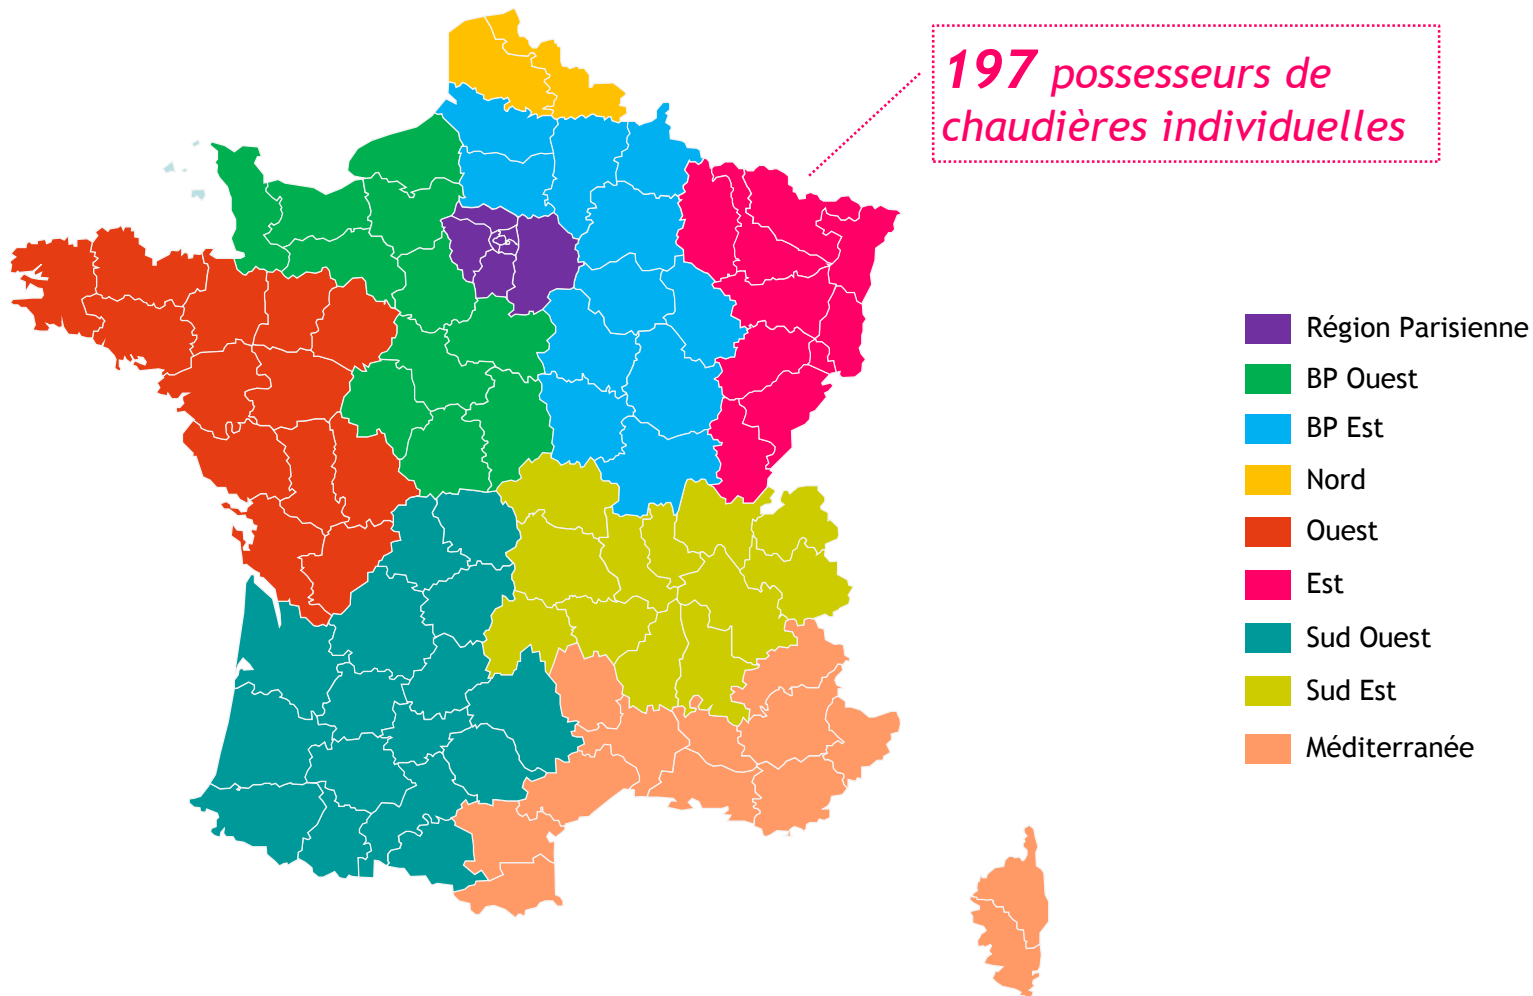 197 possesseurs de
chaudières individuelles
Région Parisienne
BP Ouest
BP Est
Nord
Ouest
Est
Sud Ouest
Sud Est
Méditerranée